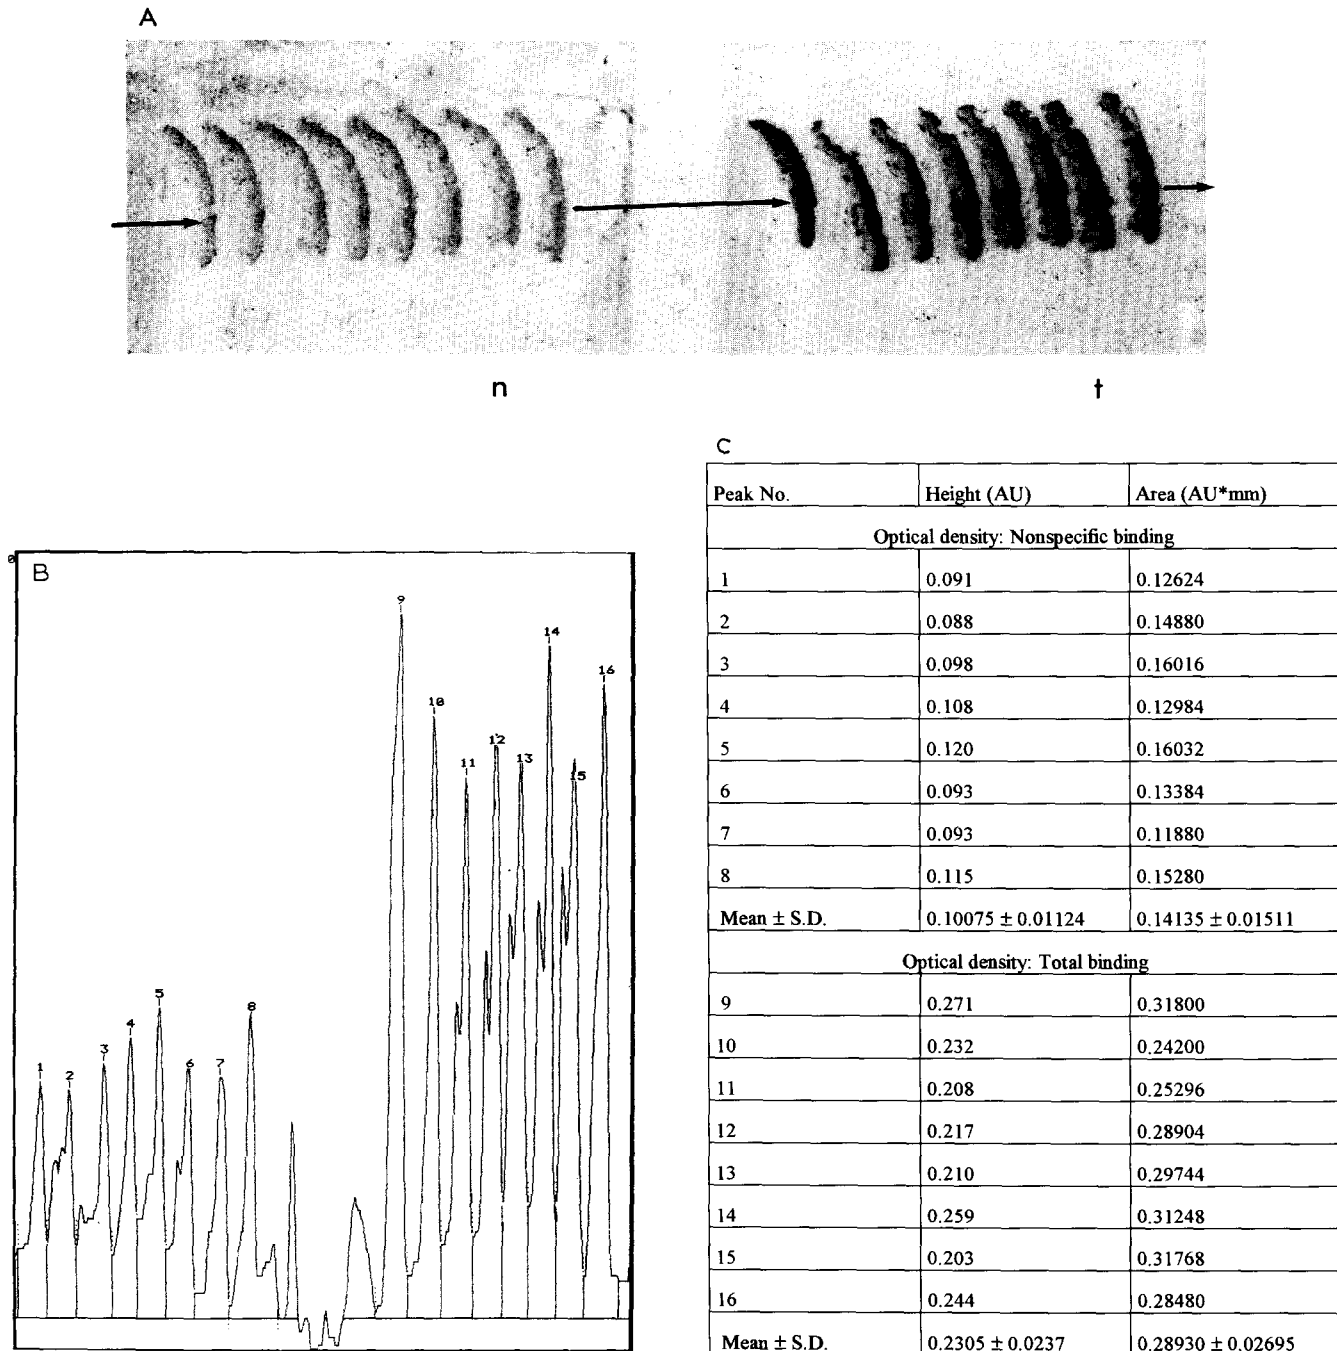 A
n t
B
0
1 2 3 4 5 6 7 8 9 10 11 12 13 14 15 16
C
Peak No. Height (AU) Area (AU*mm)
Optical density: Nonspecific binding
1 0.091 0.12624
2 0.088 0.14880
3 0.098 0.16016
4 0.108 0.12984
5 0.120 0.16032
6 0.093 0.13384
7 0.093 0.11880
8 0.115 0.15280
Mean ± S.D. 0.10075 ± 0.01124 0.14135 ± 0.01511
Optical density: Total binding
9 0.271 0.31800
10 0.232 0.24200
11 0.208 0.25296
12 0.217 0.28904
13 0.210 0.29744
14 0.259 0.31248
15 0.203 0.31768
16 0.244 0.28480
Mean ± S.D. 0.2305 ± 0.0237 0.28930 ± 0.02695